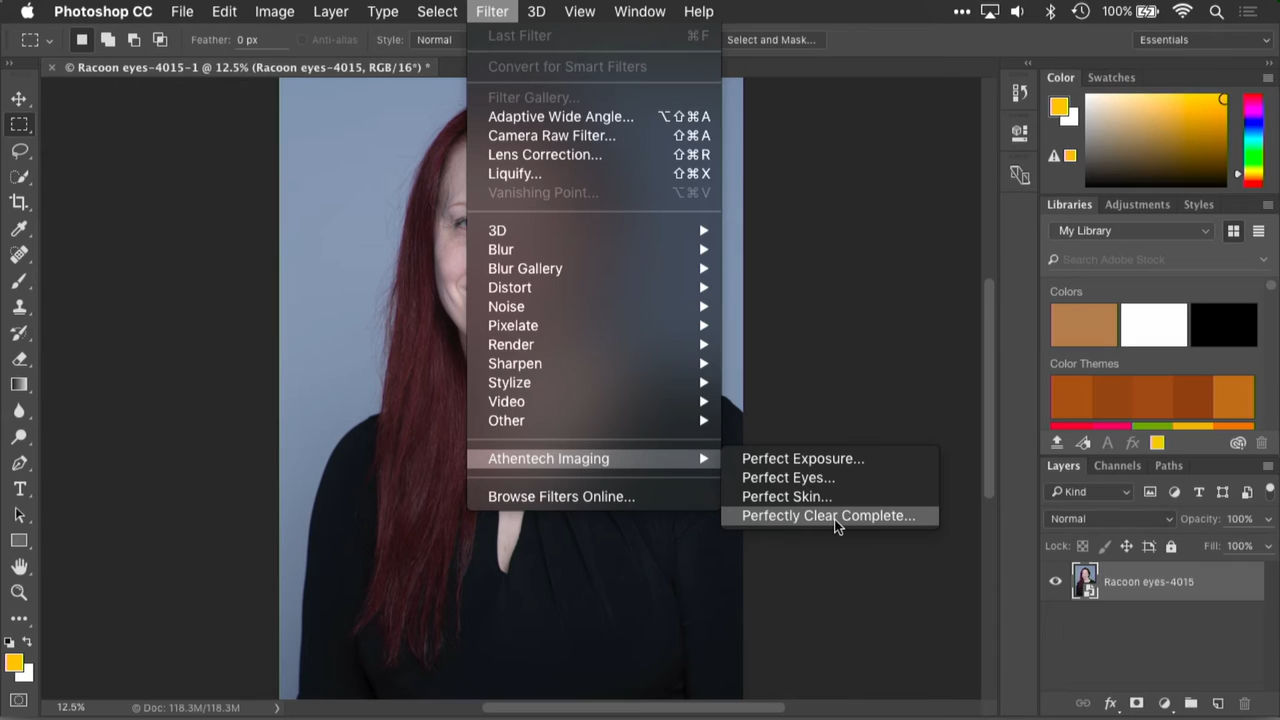 Photoshop CC File Edit Image Layer Type Select Filter 3D View Window Help 100%
Feather: 0 px Anti-alias Style: Normal Select and Mask... Essentials
© Racoon eyes-4015-1 @ 12.5% (Racoon eyes-4015, RGB/16*) *
Last Filter ⌘F
Convert for Smart Filters
Filter Gallery...
Adaptive Wide Angle... ⌥⇧⌘A
Camera Raw Filter... ⇧⌘A
Lens Correction... ⇧⌘R
Liquify... ⇧⌘X
Vanishing Point... ⌥⌘V
3D
Blur
Blur Gallery
Distort
Noise
Pixelate
Render
Sharpen
Stylize
Video
Other
Athentech Imaging
Browse Filters Online...
Perfect Exposure...
Perfect Eyes...
Perfect Skin...
Perfectly Clear Complete...
Color Swatches
Libraries Adjustments Styles
My Library
Search Adobe Stock
Colors
Color Themes
Layers Channels Paths
Kind
Normal Opacity: 100%
Lock: Fill: 100%
Racoon eyes-4015
12.5% © Doc: 118.3M/118.3M